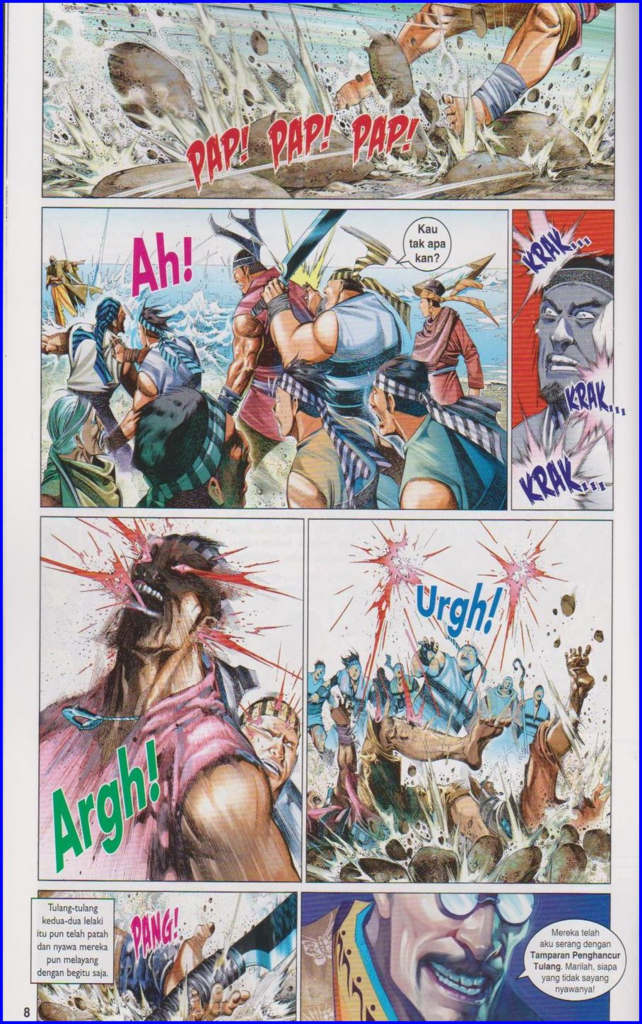 PAP! PAP! PAP!
Ah!
Kau
tak apa
kan?
KRAK...
KRAK...
KRAK...
Argh!
Urgh!
Tulang-tulang
kedua-dua lelaki
itu pun telah patah
dan nyawa mereka
pun melayang
dengan begitu saja.
PANG!
Mereka telah
aku serang dengan
Tamparan Penghancur
Tulang. Marilah, siapa
yang tidak sayang
nyawanya!
8